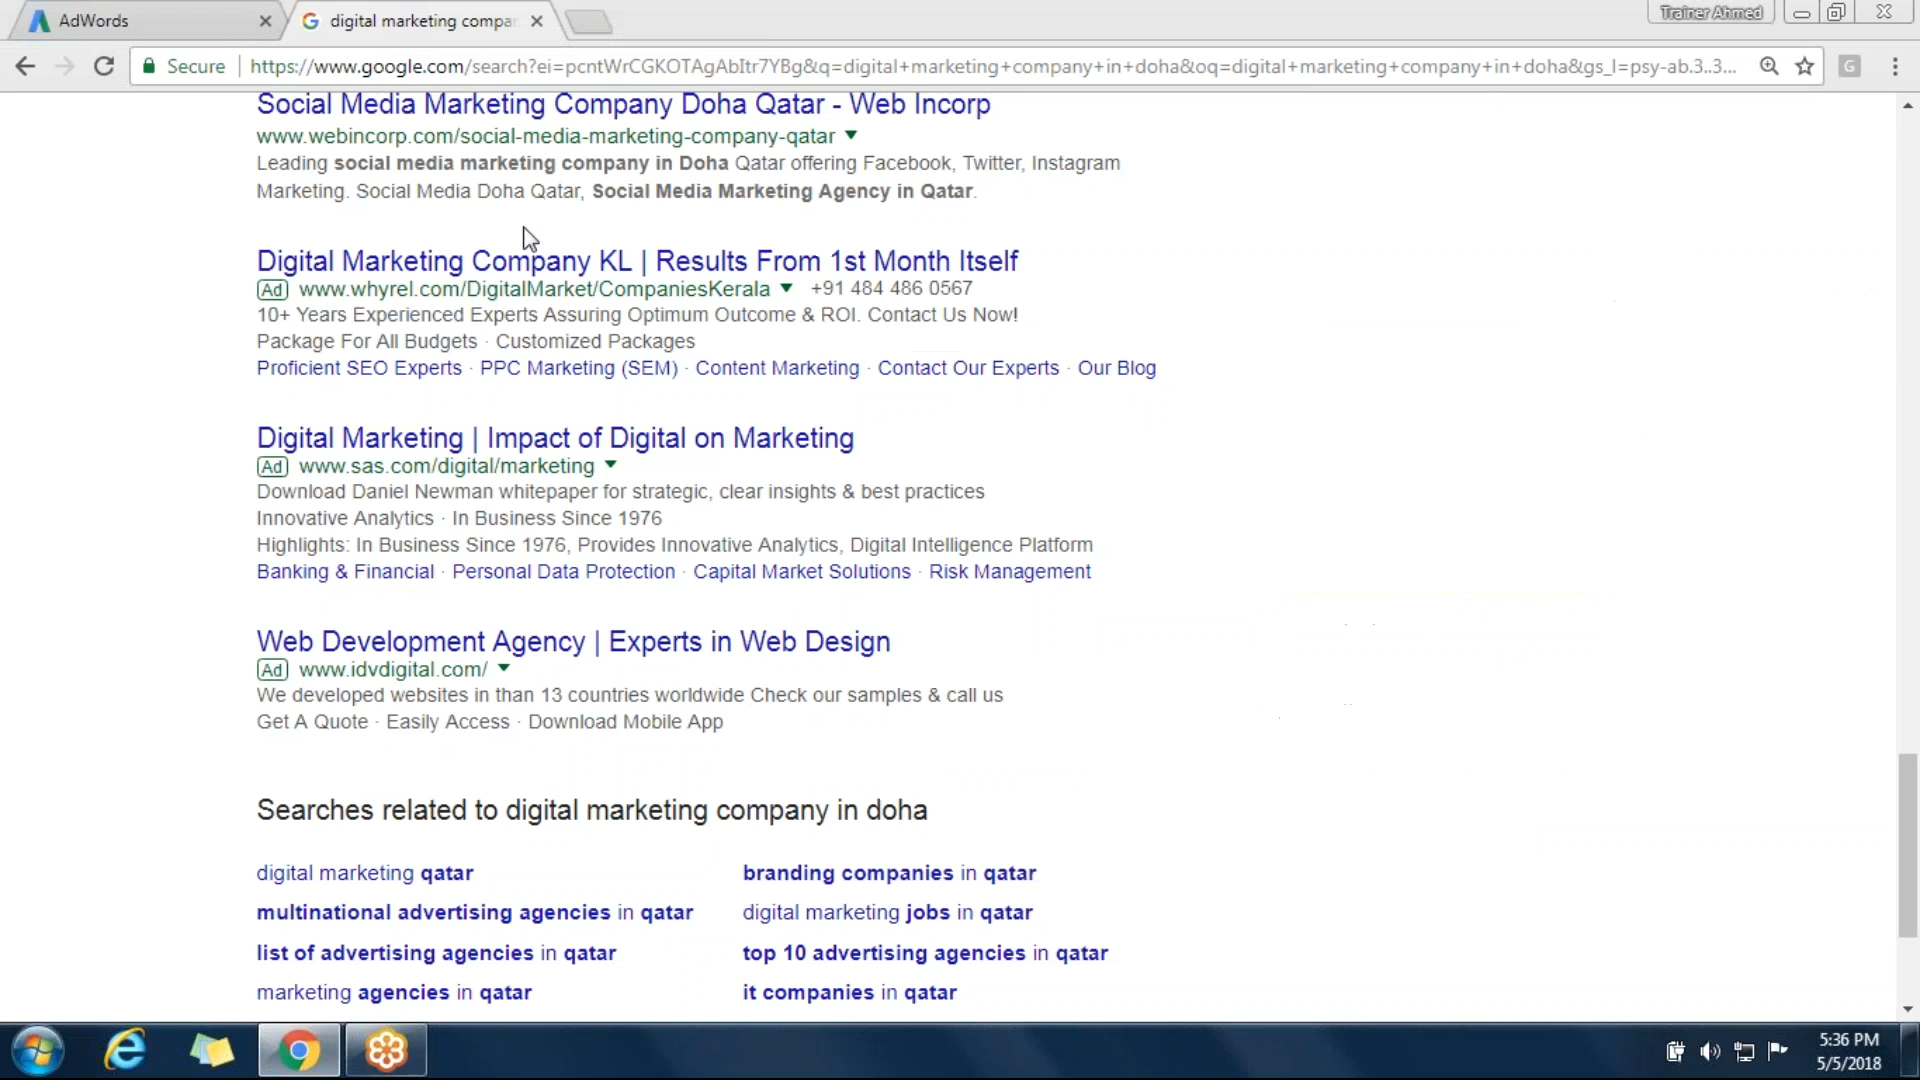 AdWords
digital marketing compa
Trainer Ahmed
Secure
https://www.google.com/search?ei=pcntWrCGKOTAgAbItr7YBg&q=digital+marketing+company+in+doha&oq=digital+marketing+company+in+doha&gs_l=psy-ab.3..3...
Social Media Marketing Company Doha Qatar - Web Incorp
www.webincorp.com/social-media-marketing-company-qatar
Leading social media marketing company in Doha Qatar offering Facebook, Twitter, Instagram
Marketing. Social Media Doha Qatar, Social Media Marketing Agency in Qatar.
Digital Marketing Company KL | Results From 1st Month Itself
Ad www.whyrel.com/DigitalMarket/CompaniesKerala +91 484 486 0567
10+ Years Experienced Experts Assuring Optimum Outcome & ROI. Contact Us Now!
Package For All Budgets · Customized Packages
Proficient SEO Experts · PPC Marketing (SEM) · Content Marketing · Contact Our Experts · Our Blog
Digital Marketing | Impact of Digital on Marketing
Ad www.sas.com/digital/marketing
Download Daniel Newman whitepaper for strategic, clear insights & best practices
Innovative Analytics · In Business Since 1976
Highlights: In Business Since 1976, Provides Innovative Analytics, Digital Intelligence Platform
Banking & Financial · Personal Data Protection · Capital Market Solutions · Risk Management
Web Development Agency | Experts in Web Design
Ad www.idvdigital.com/
We developed websites in than 13 countries worldwide Check our samples & call us
Get A Quote · Easily Access · Download Mobile App
Searches related to digital marketing company in doha
digital marketing qatar
branding companies in qatar
multinational advertising agencies in qatar
digital marketing jobs in qatar
list of advertising agencies in qatar
top 10 advertising agencies in qatar
marketing agencies in qatar
it companies in qatar
5:36 PM
5/5/2018